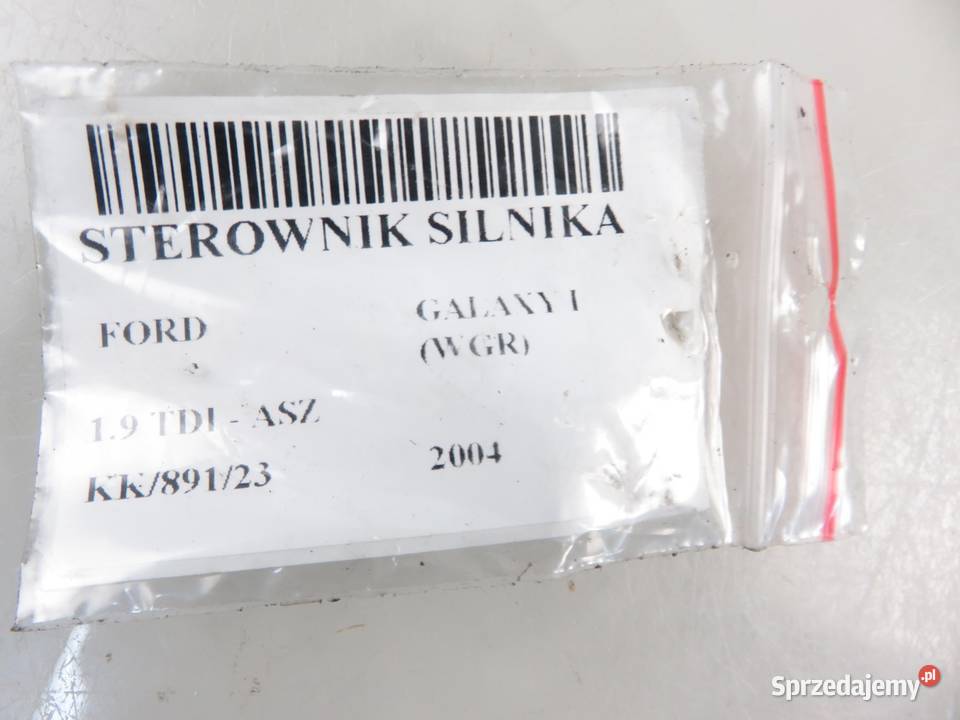 STEROWNIK SILNIKA
FORD
GALAXY I
(WGR)
1.9 TDI - ASZ
2004
KK/891/23
Sprzedajemy.pl